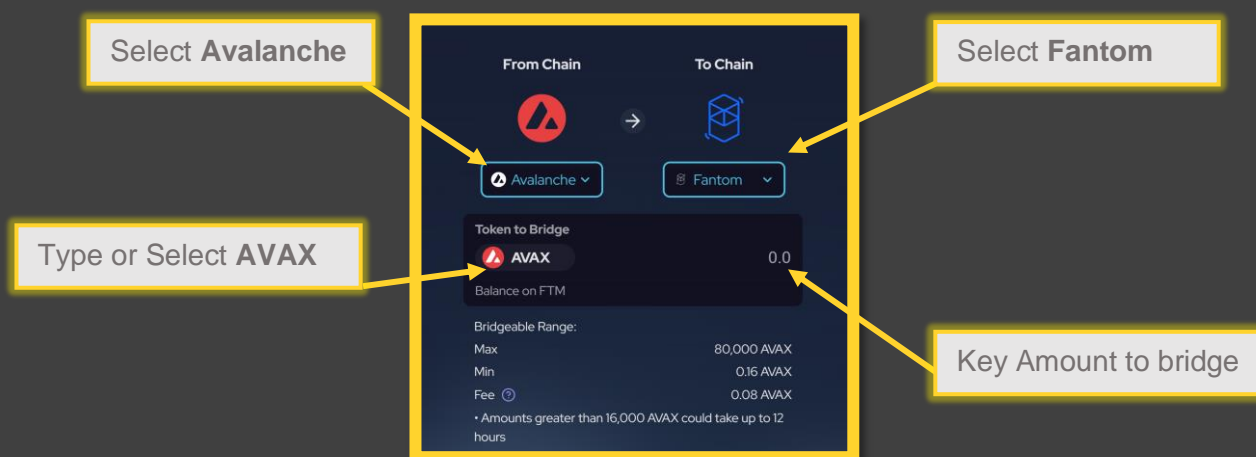 Select Avalanche
Select Fantom
From Chain To Chain
Avalanche Fantom
Token to Bridge
Type or Select AVAX
AVAX 0.0
Balance on FTM
Bridgeable Range:
Max 80,000 AVAX
Min 0.16 AVAX
Key Amount to bridge
Fee ? 0.08 AVAX
• Amounts greater than 16,000 AVAX could take up to 12
hours